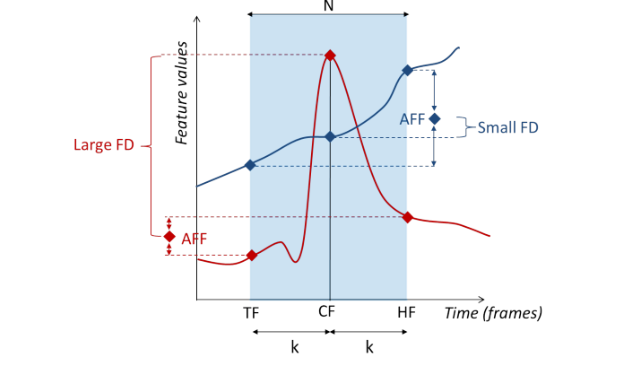 N
Feature values
Large FD
AFF
AFF
Small FD
TF
CF
HF
Time (frames)
k
k